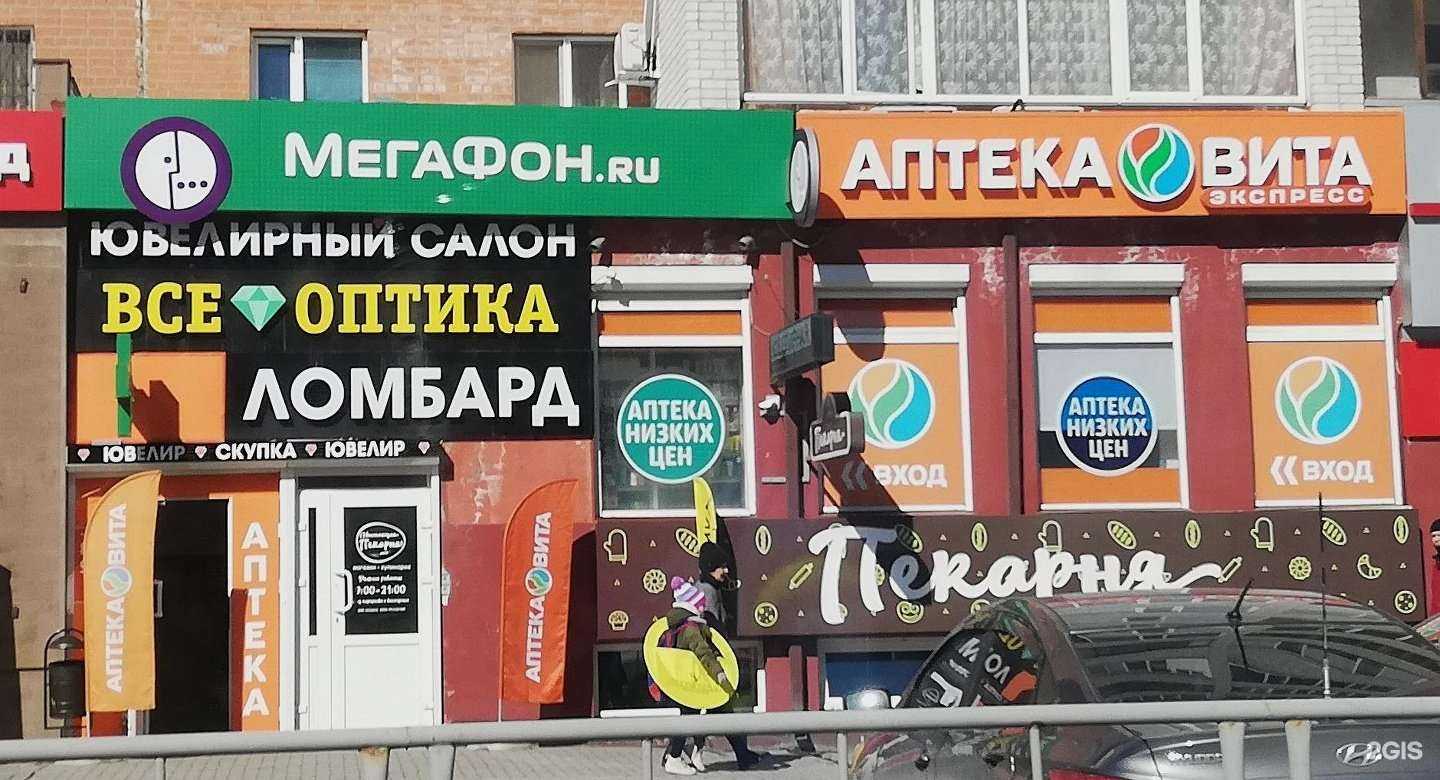 Д
МЕГАФОН.RU
АПТЕКА ВИТА
ЭКСПРЕСС
ЮВЕЛИРНЫЙ САЛОН
ВСЕ ОПТИКА
ЛОМБАРД
ЮВЕЛИР СКУПКА ЮВЕЛИР
АПТЕКА
НИЗКИХ
ЦЕН
АПТЕКА
НИЗКИХ
ЦЕН
ВХОД
ВХОД
Пекарня
АПТЕКА ВИТА
АПТЕКА
Пекарня
7:00-21:00
АПТЕКА ВИТА
2GIS